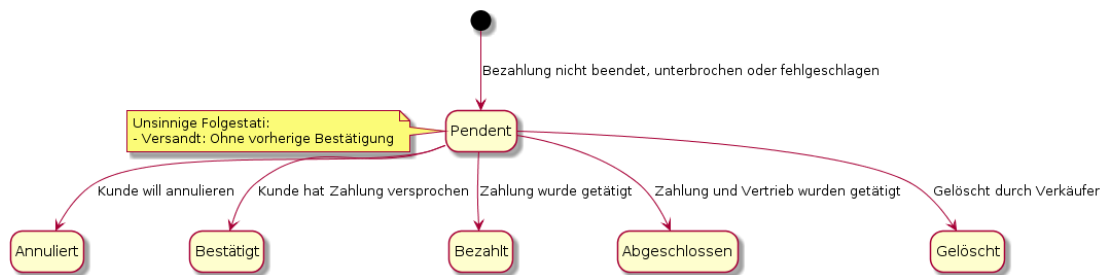 Bezahlung nicht beendet, unterbrochen oder fehlgeschlagen
Unsinnige Folgestati:
- Versandt: Ohne vorherige Bestätigung
Pendent
Kunde will annulieren
Kunde hat Zahlung versprochen
Zahlung wurde getätigt
Zahlung und Vertrieb wurden getätigt
Gelöscht durch Verkäufer
Annuliert
Bestätigt
Bezahlt
Abgeschlossen
Gelöscht